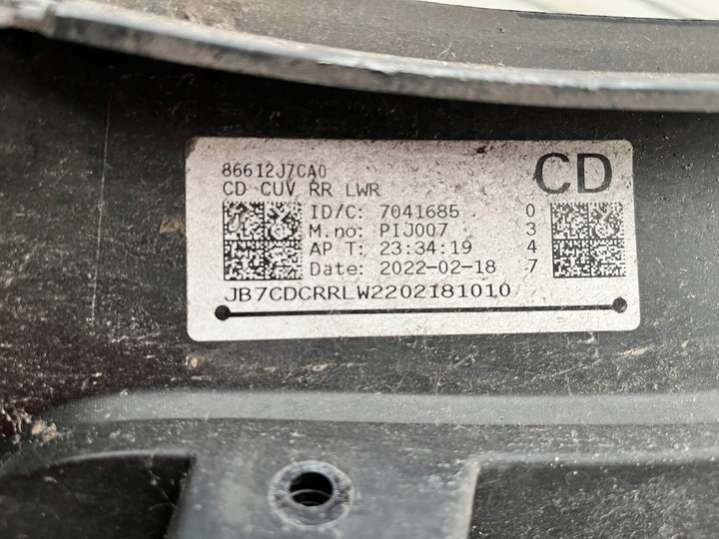 86612J7CA0
CD CUV RR LWR
CD
ID/C: 7041685
M.no: PIJ007
AP T: 23:34:19
Date: 2022-02-18
0
3
4
7
JB7CDCRRLW2202181010